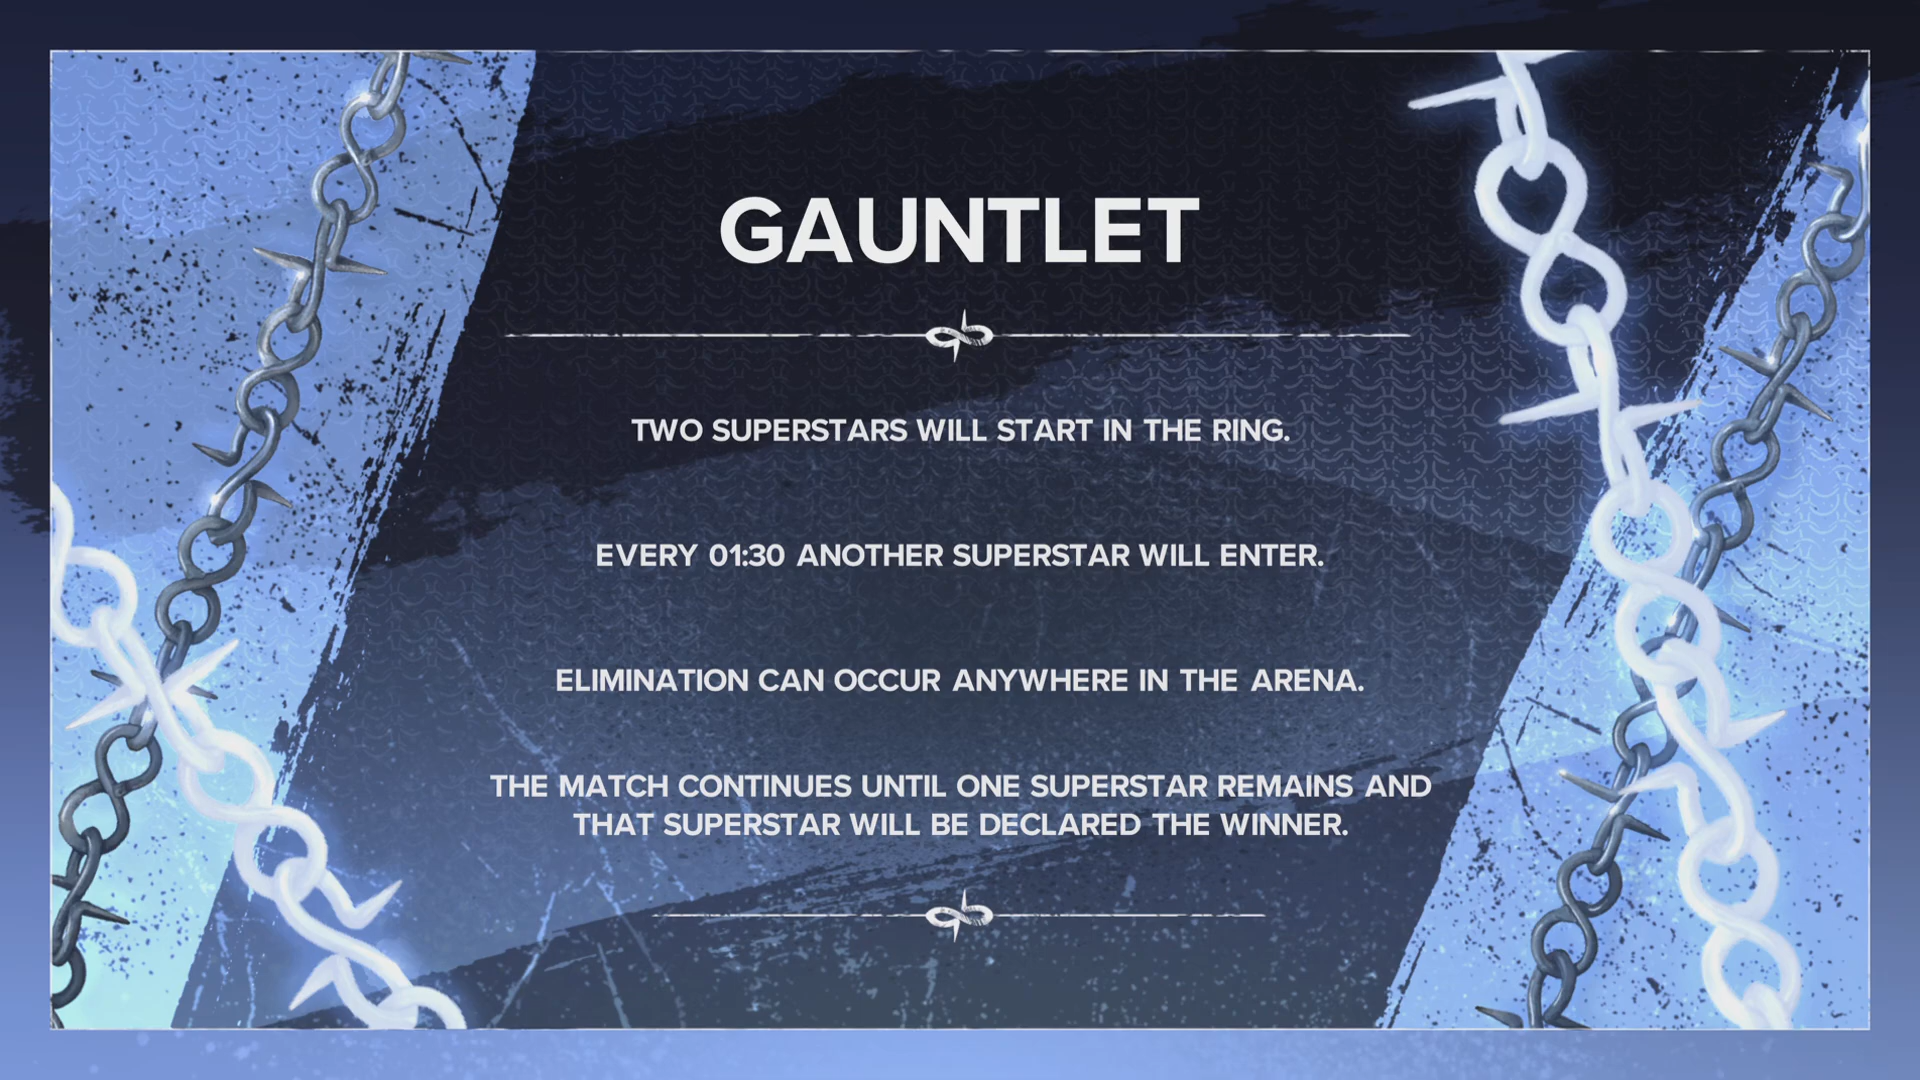 GAUNTLET
TWO SUPERSTARS WILL START IN THE RING.
EVERY 01:30 ANOTHER SUPERSTAR WILL ENTER.
ELIMINATION CAN OCCUR ANYWHERE IN THE ARENA.
THE MATCH CONTINUES UNTIL ONE SUPERSTAR REMAINS AND
THAT SUPERSTAR WILL BE DECLARED THE WINNER.